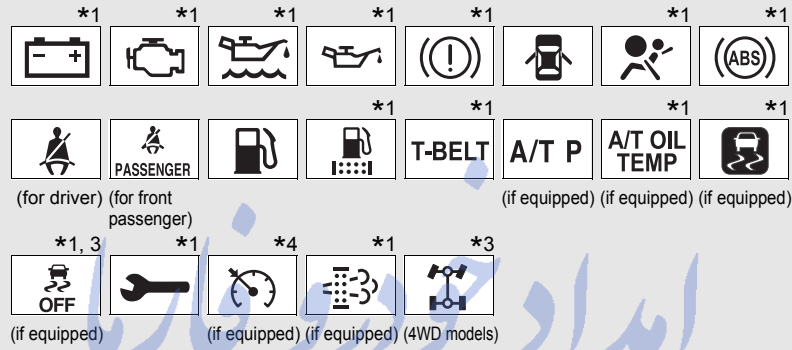 *1 *1 *1 *1 *1 *1 *1
- + (!) (ABS)
*1 *1 *1 *1
PASSENGER T-BELT A/T P A/T OIL TEMP
(for driver) (for front passenger) (if equipped) (if equipped) (if equipped)
*1, 3 *1 *4 *1 *3
OFF
(if equipped) (if equipped) (if equipped) (4WD models)
امداد خودرو